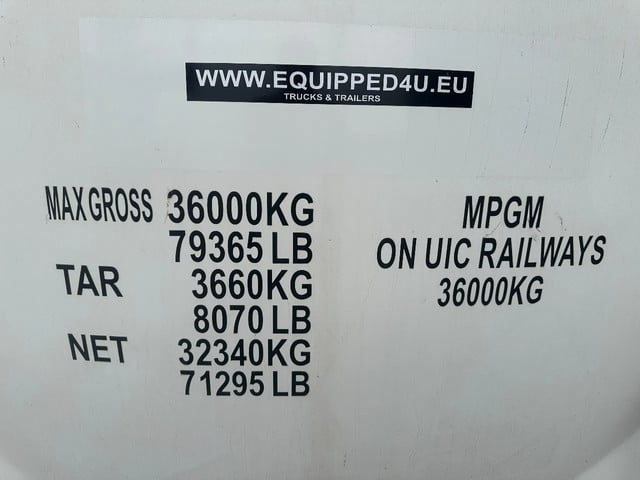 WWW.EQUIPPED4U.EU
TRUCKS & TRAILERS
MAX GROSS 36000KG
79365 LB
TAR 3660KG
8070 LB
NET 32340KG
71295 LB
MPGM
ON UIC RAILWAYS
36000KG